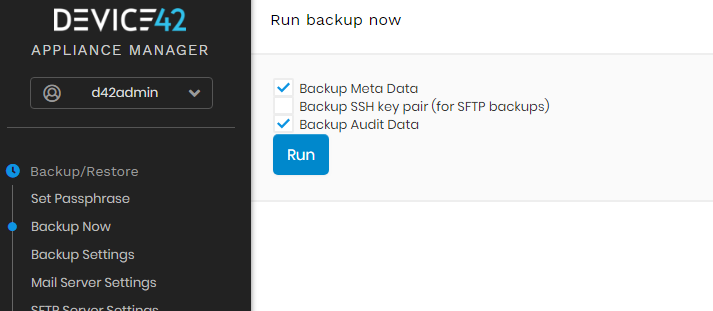 DEVICE42
APPLIANCE MANAGER
d42admin
Backup/Restore
Set Passphrase
Backup Now
Backup Settings
Mail Server Settings
SFTP Server Settings
Run backup now
Backup Meta Data
Backup SSH key pair (for SFTP backups)
Backup Audit Data
Run